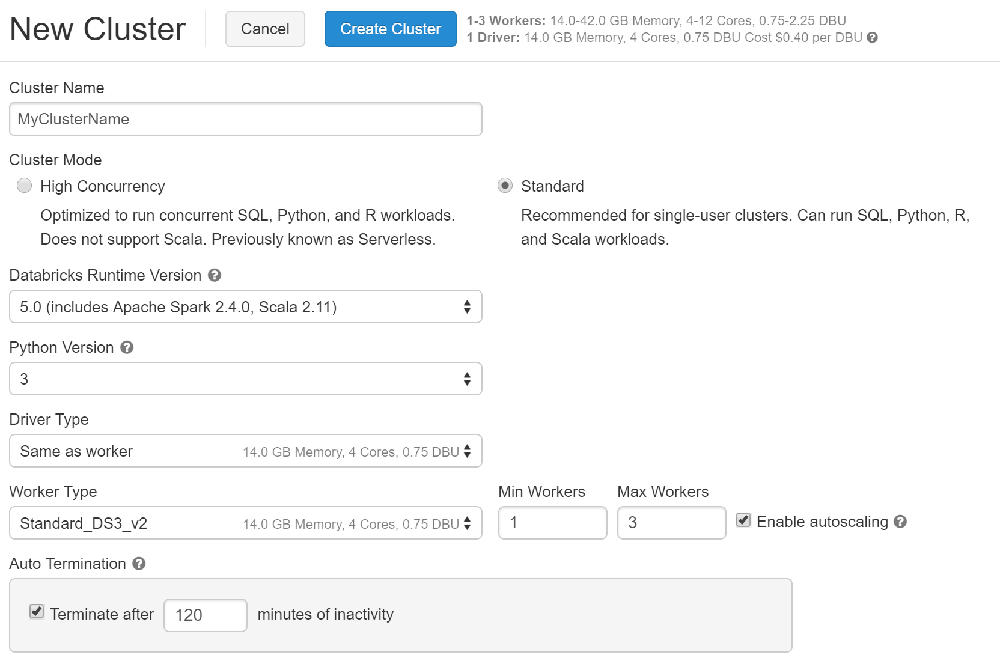 New Cluster
Cancel
Create Cluster
1-3 Workers: 14.0-42.0 GB Memory, 4-12 Cores, 0.75-2.25 DBU
1 Driver: 14.0 GB Memory, 4 Cores, 0.75 DBU Cost $0.40 per DBU ?
Cluster Name
MyClusterName
Cluster Mode
High Concurrency
Optimized to run concurrent SQL, Python, and R workloads.
Does not support Scala. Previously known as Serverless.
Standard
Recommended for single-user clusters. Can run SQL, Python, R,
and Scala workloads.
Databricks Runtime Version ?
5.0 (includes Apache Spark 2.4.0, Scala 2.11)
Python Version ?
3
Driver Type
Same as worker 14.0 GB Memory, 4 Cores, 0.75 DBU
Worker Type
Standard_DS3_v2 14.0 GB Memory, 4 Cores, 0.75 DBU
Min Workers
1
Max Workers
3
Enable autoscaling ?
Auto Termination ?
Terminate after 120 minutes of inactivity